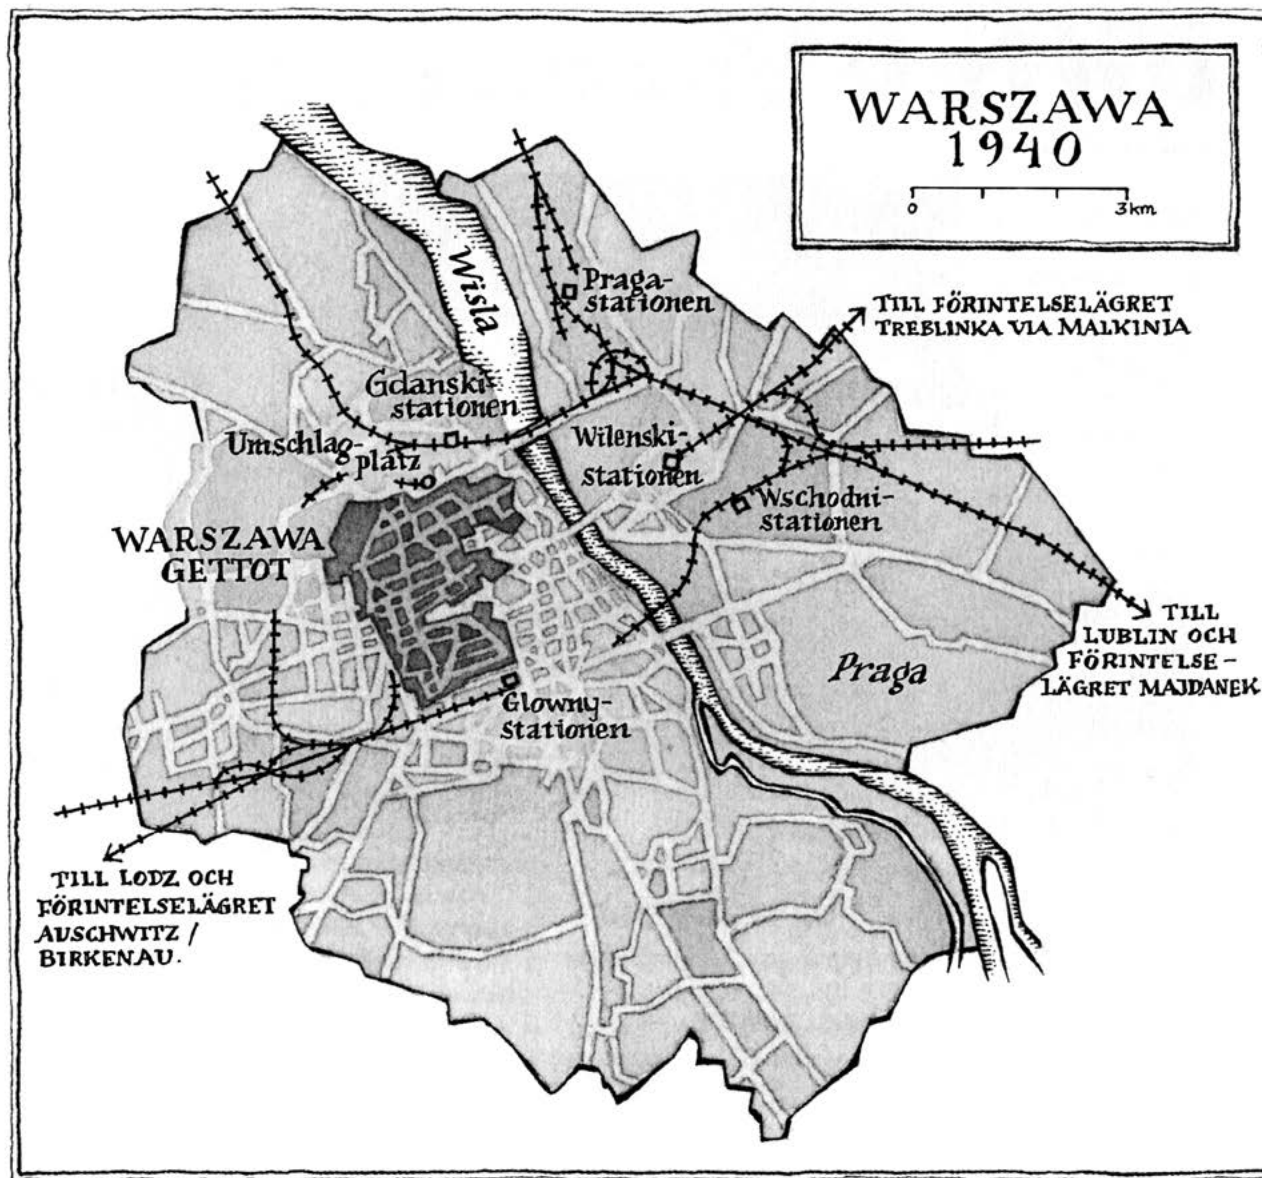 WARSZAWA
1940
0
3km
Wisla
Praga-
stationen
TILL FÖRINTELSELÄGRET
TREBLINKA VIA MALKINIA
Gdanski-
stationen
Umschlag-
platz
Wilenski-
stationen
Wschodni-
stationen
WARSZAWA
GETTOT
TILL
LUBLIN OCH
FÖRINTELSE-
LÄGRET MAJDANEK
Praga
Glowny-
stationen
TILL LODZ OCH
FÖRINTELSELÄGRET
AUSCHWITZ /
BIRKENAU.